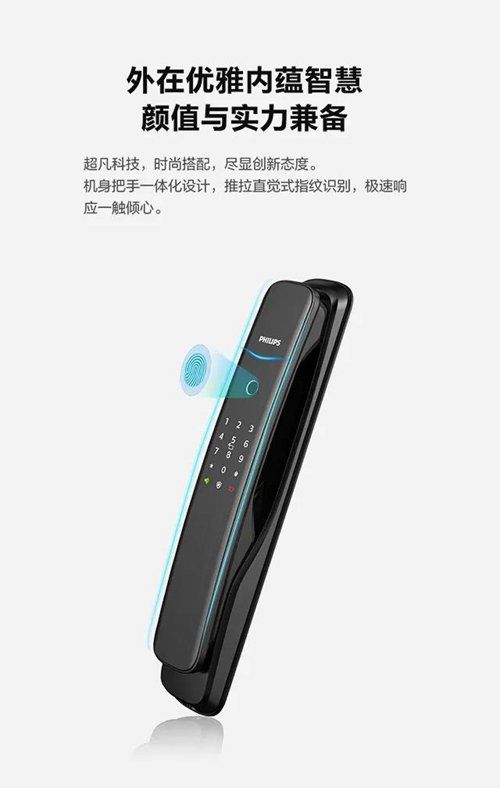 外在优雅内蕴智慧
颜值与实力兼备
超凡科技，时尚搭配，尽显创新态度。
机身把手一体化设计，推拉直觉式指纹识别，极速响
应一触倾心。
PHILIPS
1 2 3
4 5 6
7 8 9
* 0 #